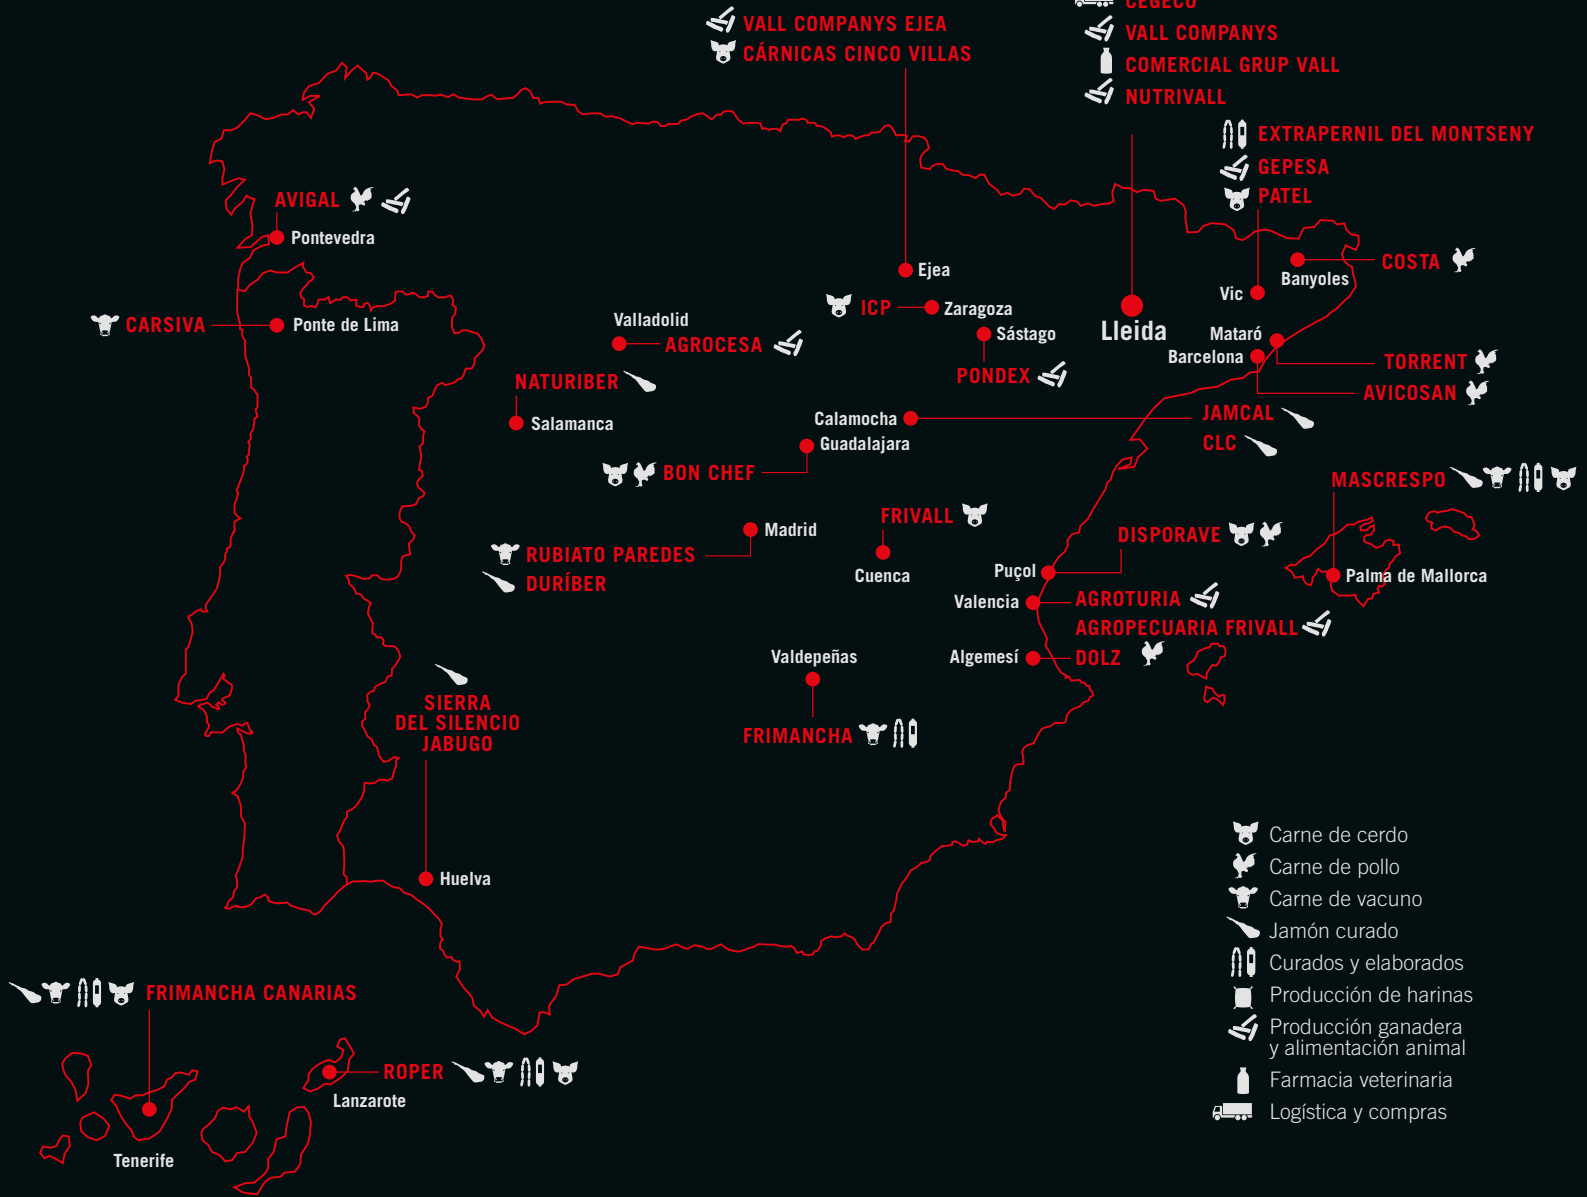 CEGECO
VALL COMPANYS EJEA
CÁRNICAS CINCO VILLAS
VALL COMPANYS
COMERCIAL GRUP VALL
NUTRIVALL
EXTRAPERNIL DEL MONTSENY
GEPESA
PATEL
AVIGAL
Pontevedra
COSTA
Banyoles
Ejea
Vic
ICP
Zaragoza
Lleida
CARSIVA
Ponte de Lima
Valladolid
AGROCESA
Sástago
PONDEX
Mataró
Barcelona
TORRENT
AVICOSAN
NATURIBER
Salamanca
Calamocha
JAMCAL
CLC
Guadalajara
BON CHEF
MASCRESPO
Palma de Mallorca
FRIVALL
Cuenca
Madrid
RUBIATO PAREDES
DURÍBER
DISPORAVE
Puçol
Valencia
AGROTURIA
AGROPECUARIA FRIVALL
Algemesí
DOLZ
Valdepeñas
FRIMANCHA
SIERRA
DEL SILENCIO
JABUGO
Huelva
FRIMANCHA CANARIAS
Tenerife
ROPER
Lanzarote
Carne de cerdo
Carne de pollo
Carne de vacuno
Jamón curado
Curados y elaborados
Producción de harinas
Producción ganadera
y alimentación animal
Farmacia veterinaria
Logística y compras